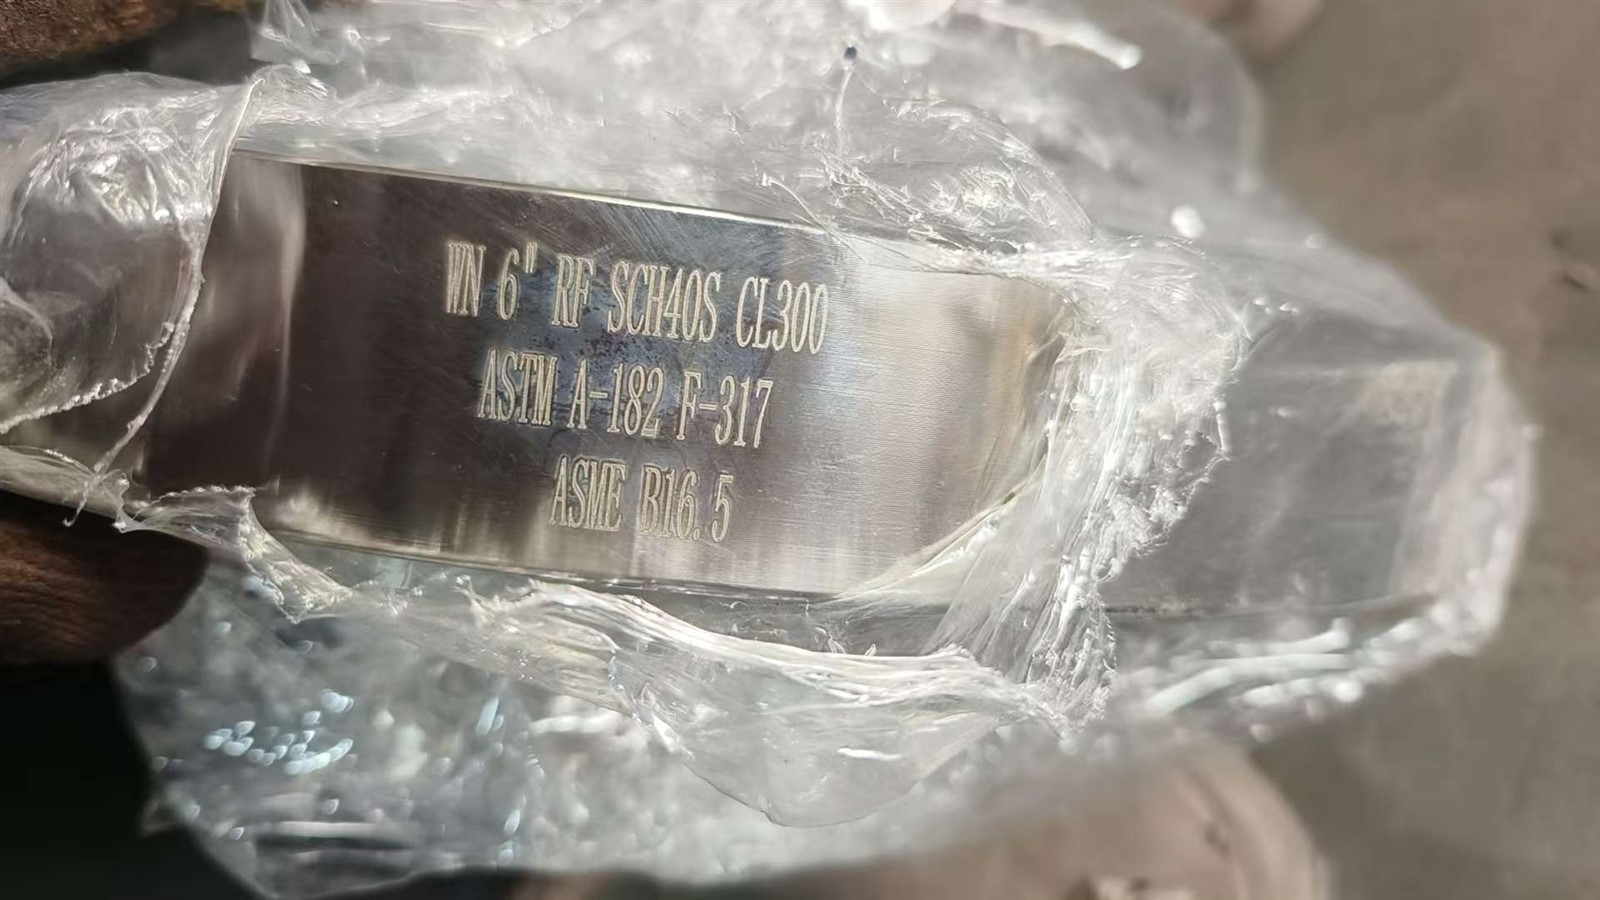 WN 6" RF SCH40S CL300
ASTM A-182 F-317
ASME B16.5